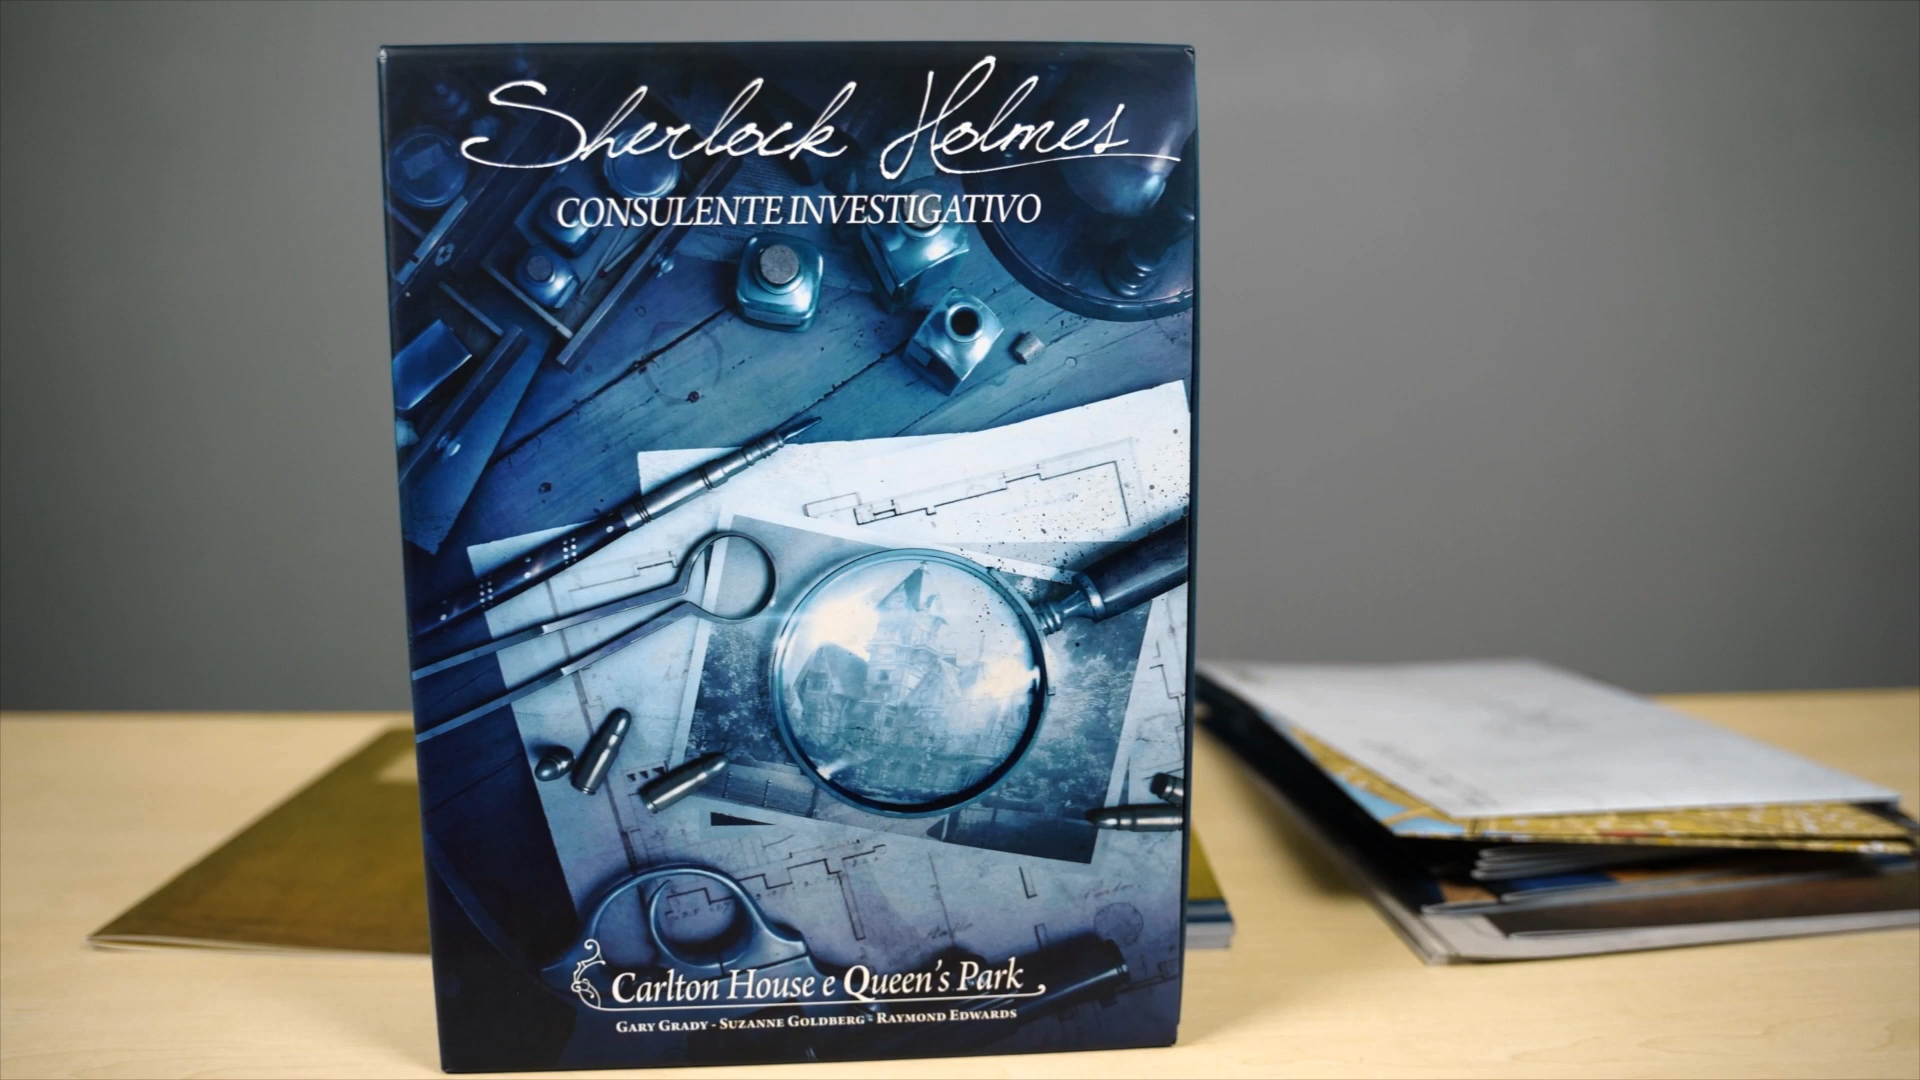 Sherlock Holmes
CONSULENTE INVESTIGATIVO
Carlton House e Queen's Park
GARY GRADY - SUZANNE GOLDBERG - RAYMOND EDWARDS